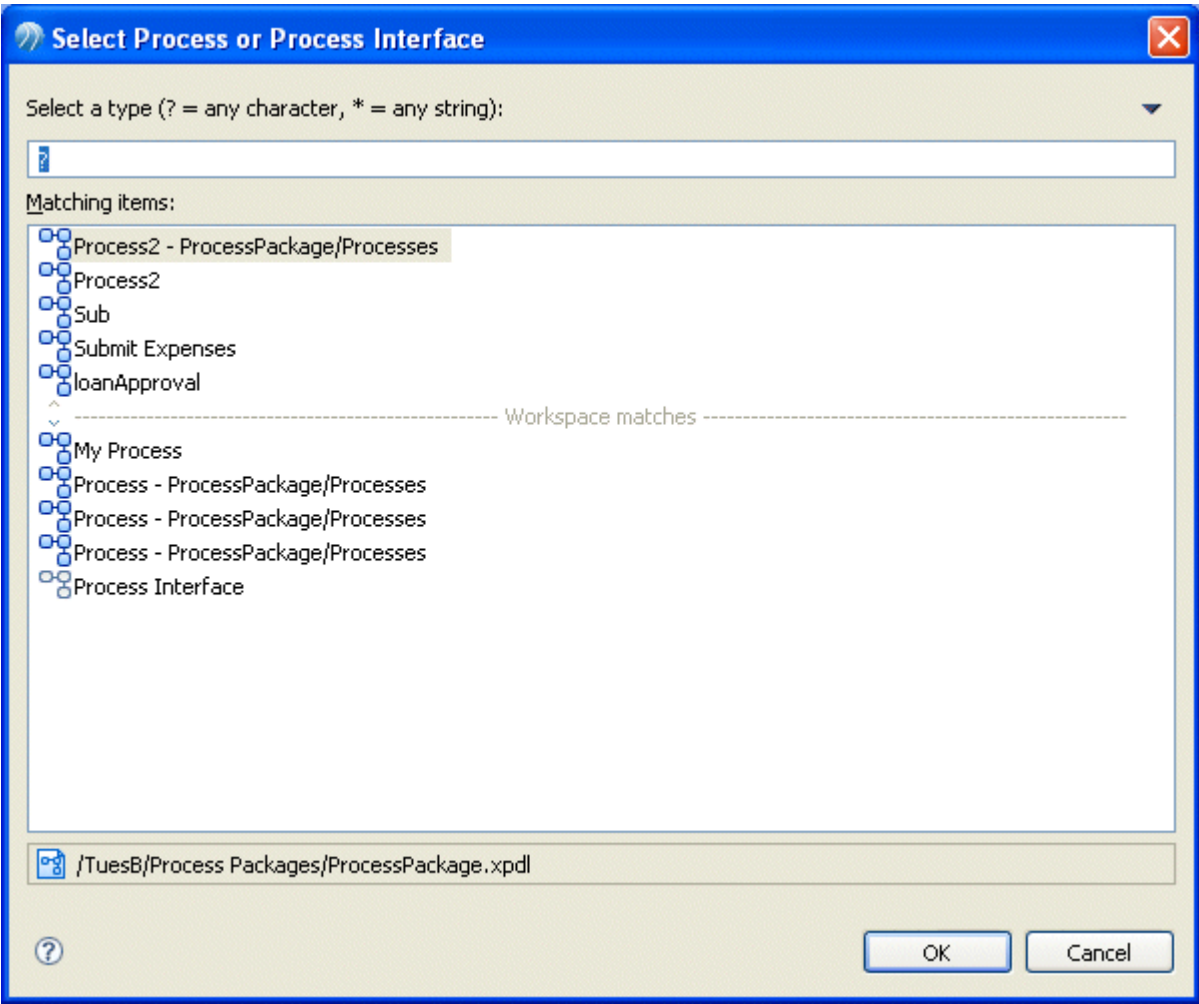 Select Process or Process Interface
Select a type (? = any character, * = any string):
?
Matching items:
Process2 - ProcessPackage/Processes
Process2
Sub
Submit Expenses
loanApproval
Workspace matches
My Process
Process - ProcessPackage/Processes
Process - ProcessPackage/Processes
Process - ProcessPackage/Processes
Process Interface
/TuesB/Process Packages/ProcessPackage.xpdl
?
OK Cancel